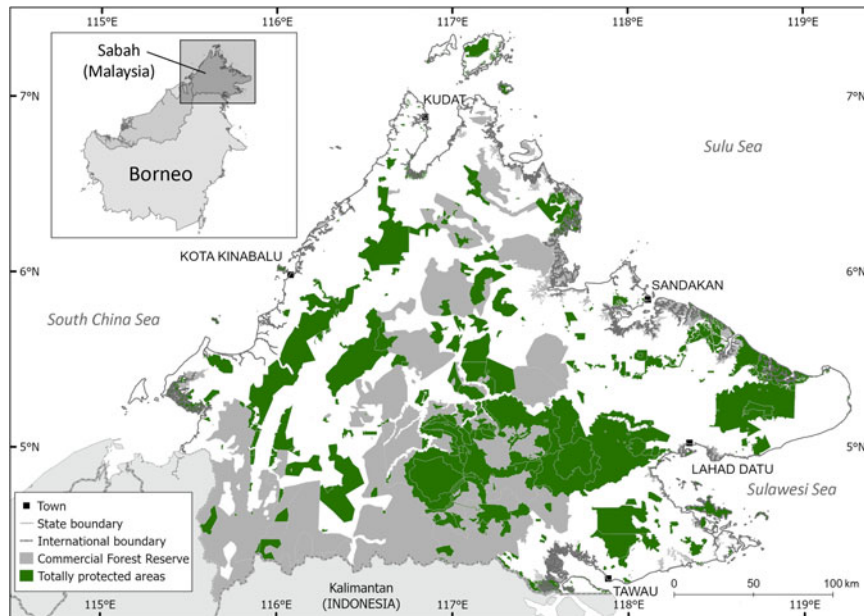 115°E 116°E 117°E 118°E 119°E
Sabah
(Malaysia)
Borneo
7°N
KUDAT
Sulu Sea
KOTA KINABALU
6°N
6°N
SANDAKAN
South China Sea
5°N
5°N
LAHAD DATU
Sulawesi Sea
Town
State boundary
International boundary
Commercial Forest Reserve
Totally protected areas
Kalimantan
(INDONESIA)
TAWAU
0 50 100 km
115°E 116°E 117°E 118°E 119°E